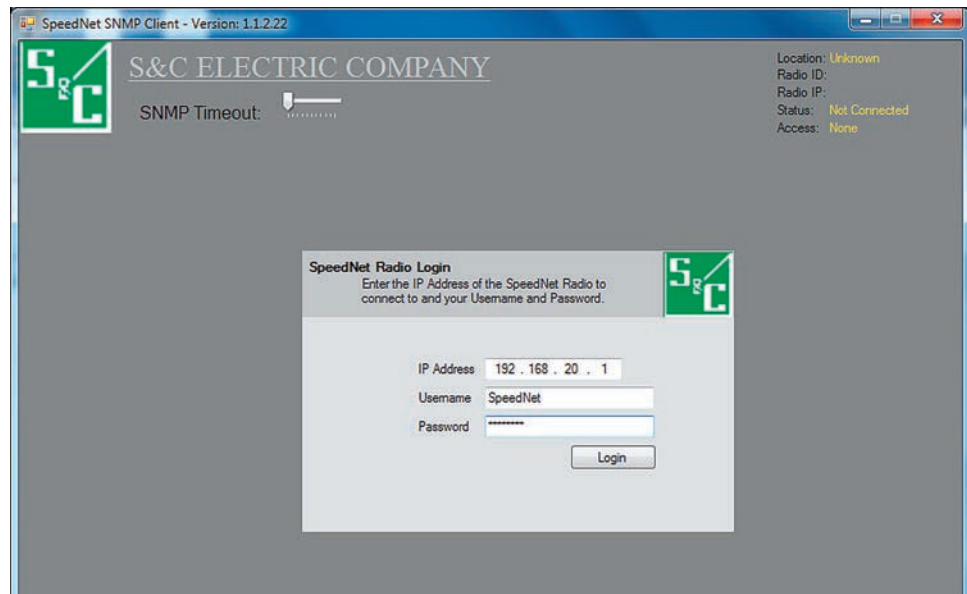 SpeedNet SNMP Client - Version: 1.1.2.22
S&C
S&C ELECTRIC COMPANY
SNMP Timeout:
Location: Unknown
Radio ID:
Radio IP:
Status: Not Connected
Access: None
SpeedNet Radio Login
Enter the IP Address of the SpeedNet Radio to
connect to and your Username and Password.
S&C
IP Address 192 . 168 . 20 . 1
Username SpeedNet
Password ********
Login